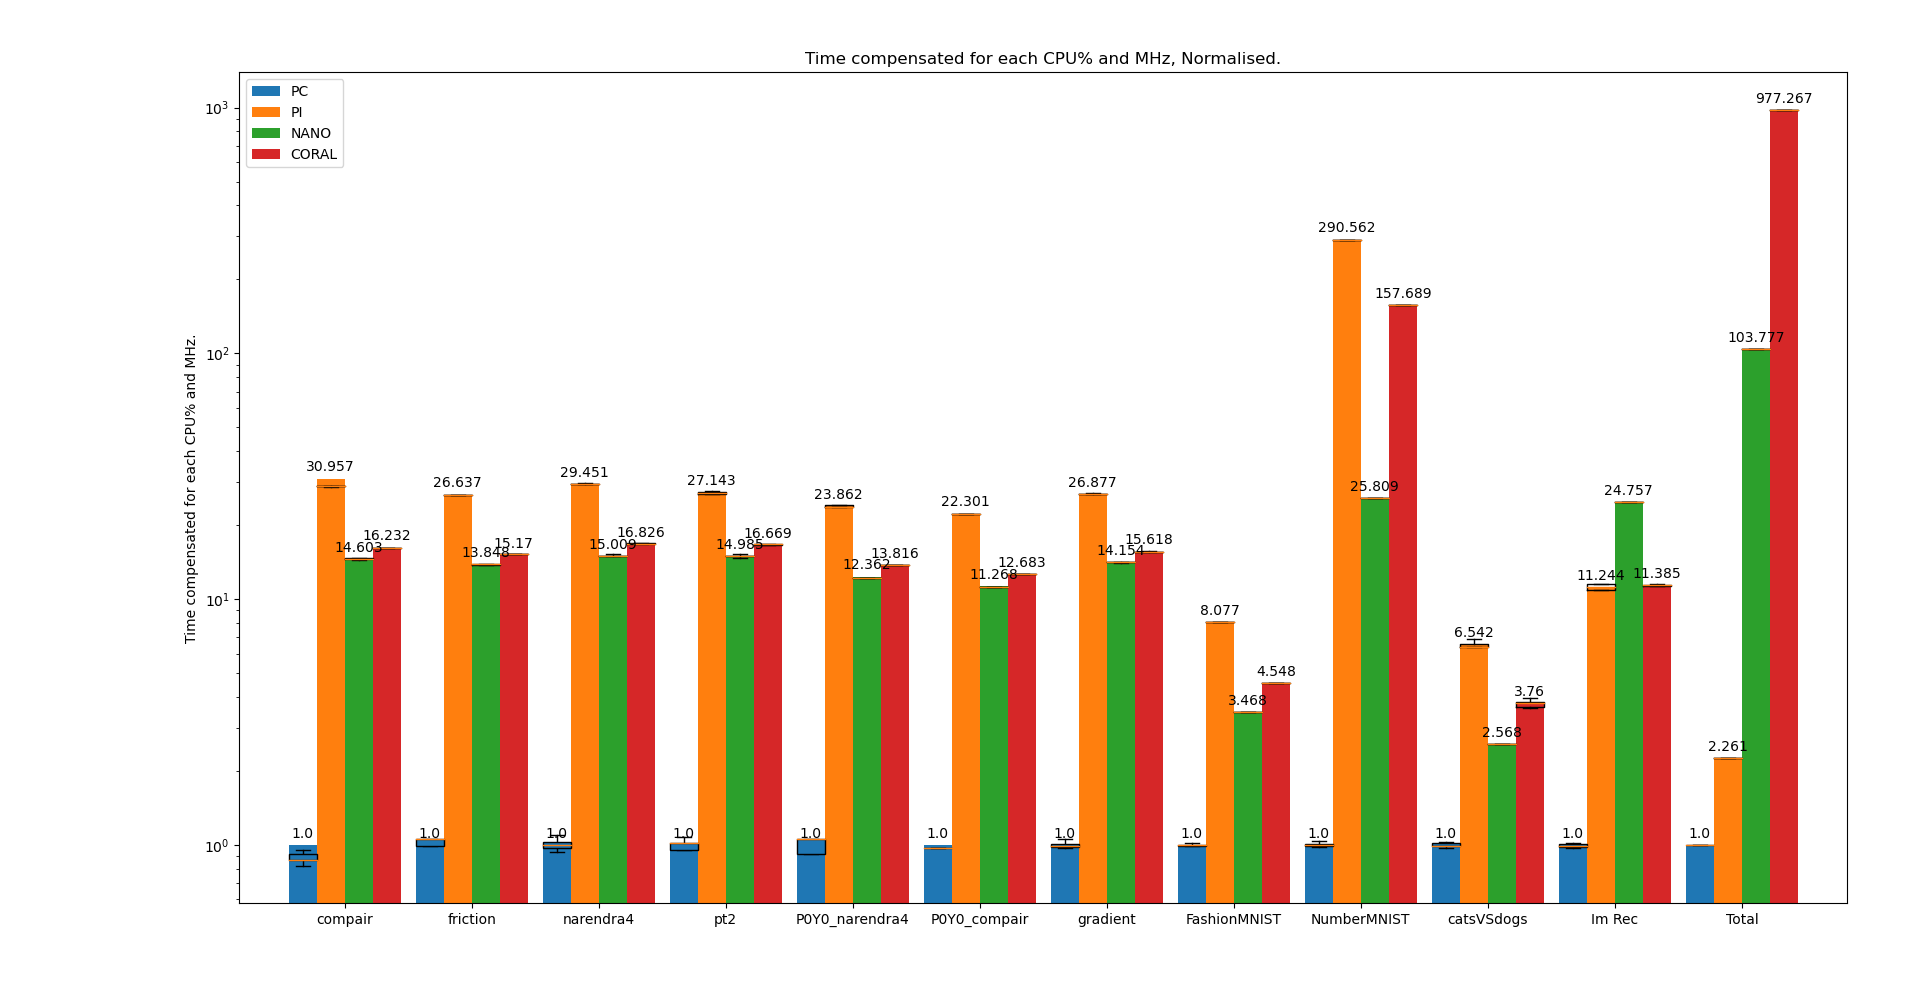 Time compensated for each CPU% and MHz, Normalised.
PC
PI
NANO
CORAL
Time compensated for each CPU% and MHz.
10³
10²
10¹
10⁰
1.0 30.957 14.603 16.232
1.0 26.637 13.848 15.17
1.0 29.451 15.009 16.826
1.0 27.143 14.985 16.669
1.0 23.862 12.362 13.816
1.0 22.301 11.268 12.683
1.0 26.877 14.154 15.618
1.0 8.077 3.468 4.548
1.0 290.562 25.809 157.689
1.0 6.542 2.568 3.76
1.0 11.244 24.757 11.385
1.0 2.261 103.777 977.267
compair friction narendra4 pt2 P0Y0_narendra4 P0Y0_compair gradient FashionMNIST NumberMNIST catsVSdogs Im Rec Total